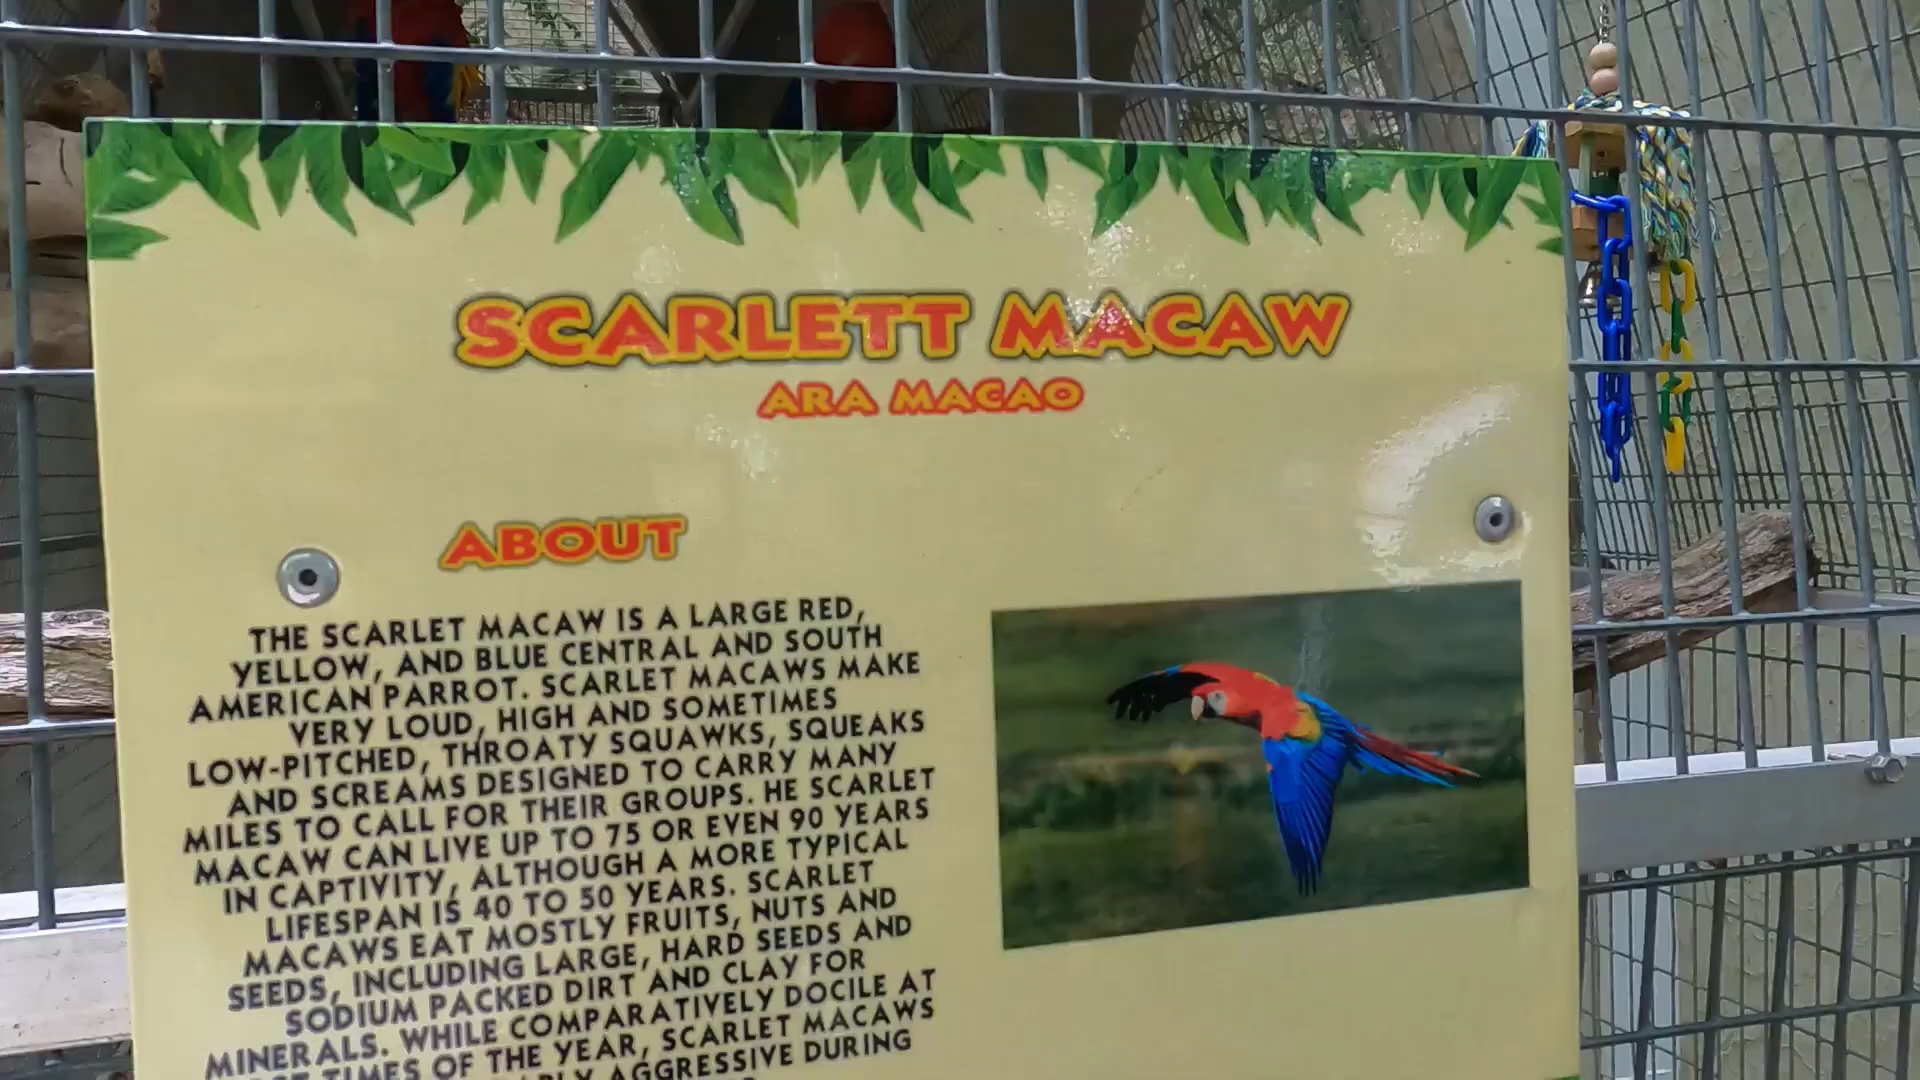 SCARLETT MACAW
ARA MACAO
ABOUT
THE SCARLET MACAW IS A LARGE RED,
YELLOW, AND BLUE CENTRAL AND SOUTH
AMERICAN PARROT. SCARLET MACAWS MAKE
VERY LOUD, HIGH AND SOMETIMES
LOW-PITCHED, THROATY SQUAWKS, SQUEAKS
AND SCREAMS DESIGNED TO CARRY MANY
MILES TO CALL FOR THEIR GROUPS. HE SCARLET
MACAW CAN LIVE UP TO 75 OR EVEN 90 YEARS
IN CAPTIVITY, ALTHOUGH A MORE TYPICAL
LIFESPAN IS 40 TO 50 YEARS. SCARLET
MACAWS EAT MOSTLY FRUITS, NUTS AND
SEEDS, INCLUDING LARGE, HARD SEEDS AND
SODIUM PACKED DIRT AND CLAY FOR
MINERALS. WHILE COMPARATIVELY DOCILE AT
TIMES OF THE YEAR, SCARLET MACAWS
AGGRESSIVE DURING